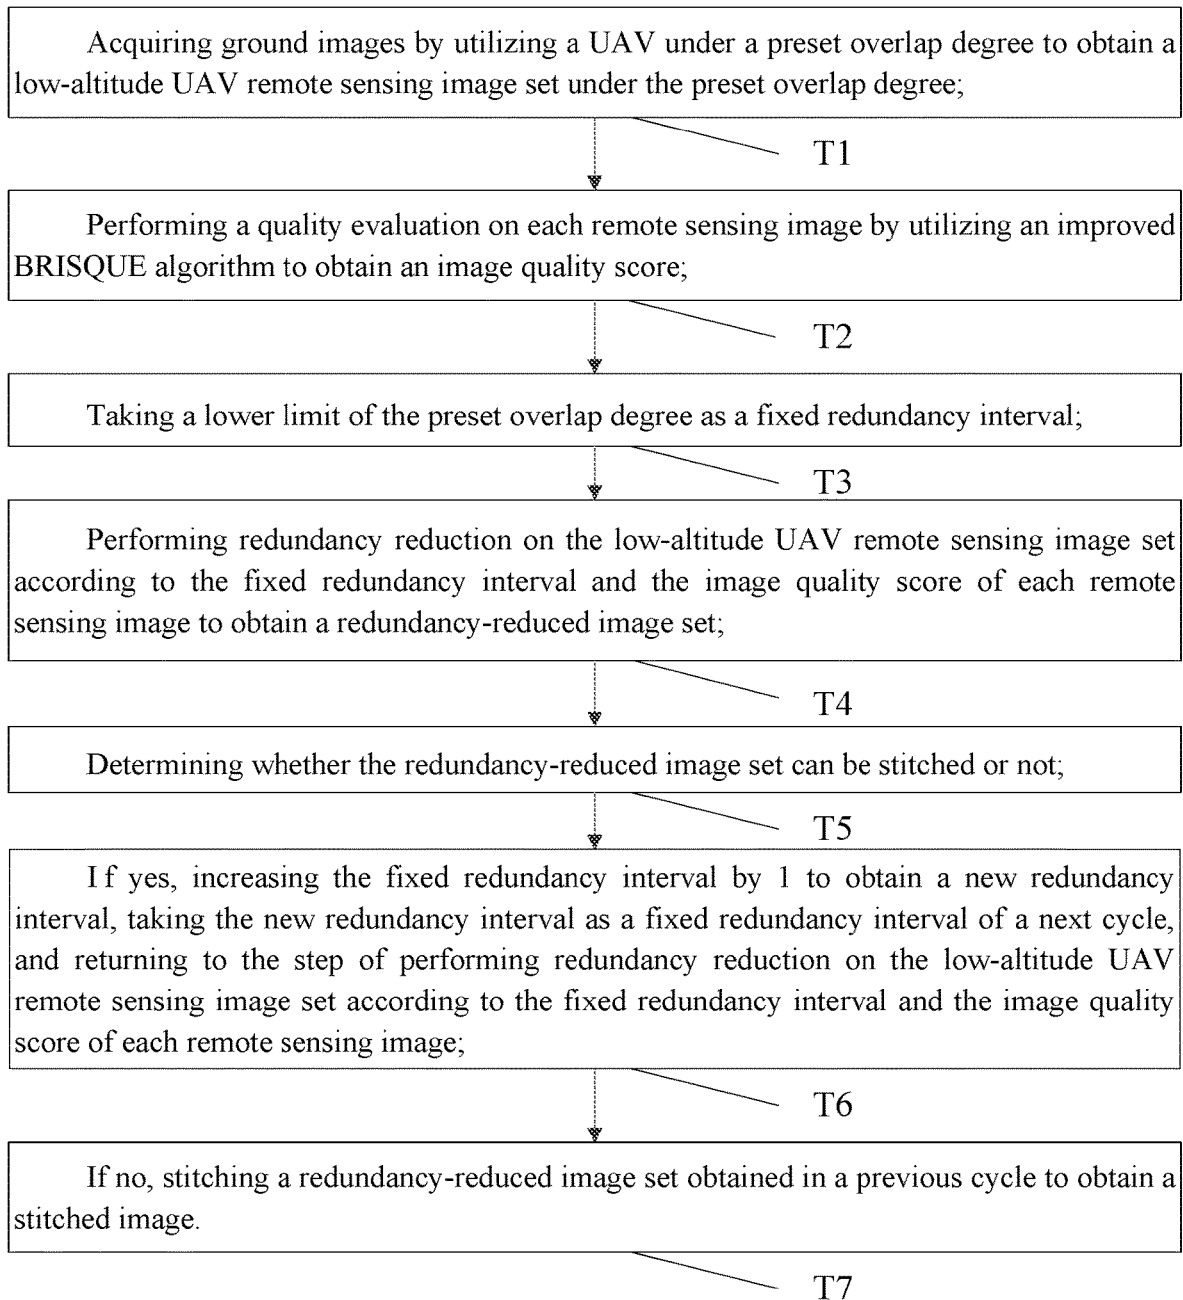 Acquiring ground images by utilizing a UAV under a preset overlap degree to obtain a
low-altitude UAV remote sensing image set under the preset overlap degree;
T1
Performing a quality evaluation on each remote sensing image by utilizing an improved
BRISQUE algorithm to obtain an image quality score;
T2
Taking a lower limit of the preset overlap degree as a fixed redundancy interval;
T3
Performing redundancy reduction on the low-altitude UAV remote sensing image set
according to the fixed redundancy interval and the image quality score of each remote
sensing image to obtain a redundancy-reduced image set;
T4
Determining whether the redundancy-reduced image set can be stitched or not;
T5
If yes, increasing the fixed redundancy interval by 1 to obtain a new redundancy
interval, taking the new redundancy interval as a fixed redundancy interval of a next cycle,
and returning to the step of performing redundancy reduction on the low-altitude UAV
remote sensing image set according to the fixed redundancy interval and the image quality
score of each remote sensing image;
T6
If no, stitching a redundancy-reduced image set obtained in a previous cycle to obtain a
stitched image.
T7